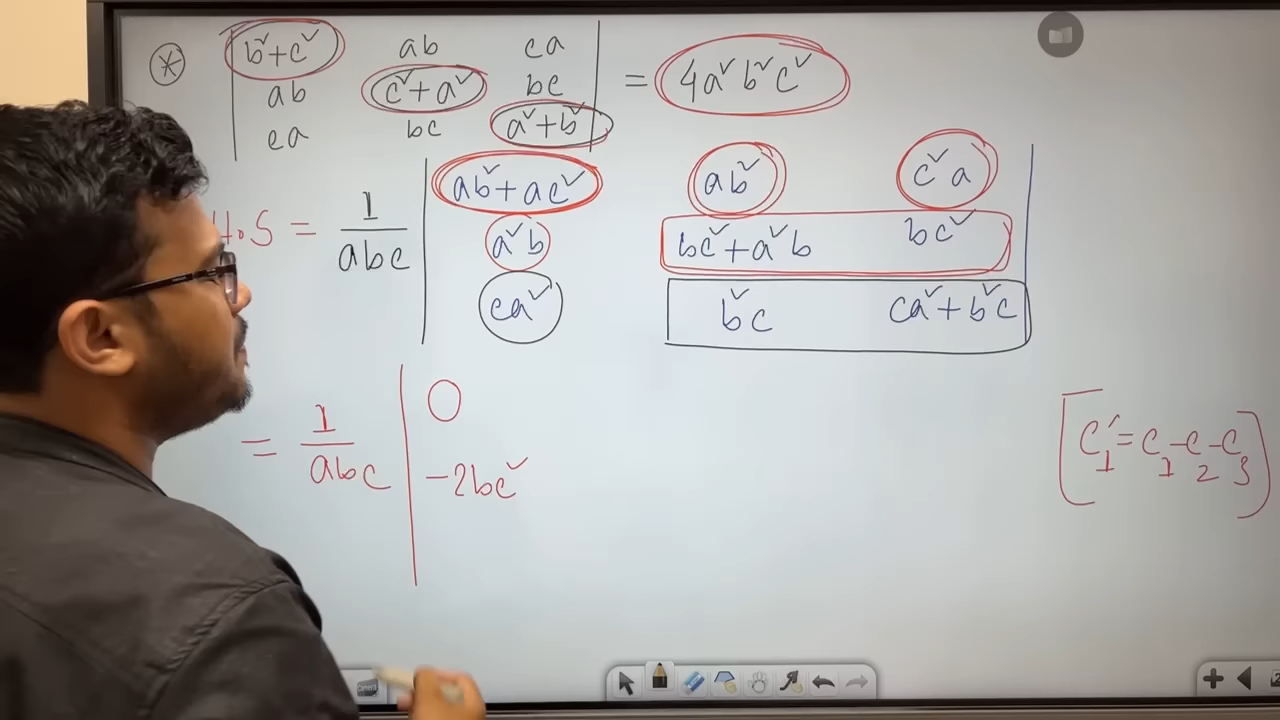 * | b²+c² ab ca |
| ab c²+a² bc | = 4a²b²c²
| ca bc a²+b² |
| ab²+ac² ab² c²a |
H.S = 1/abc | a²b bc²+a²b bc² |
| ca² b²c ca²+b²c |
= 1/abc | 0
| -2bc² [C₁′=C₁-C₂-C₃]
Camera